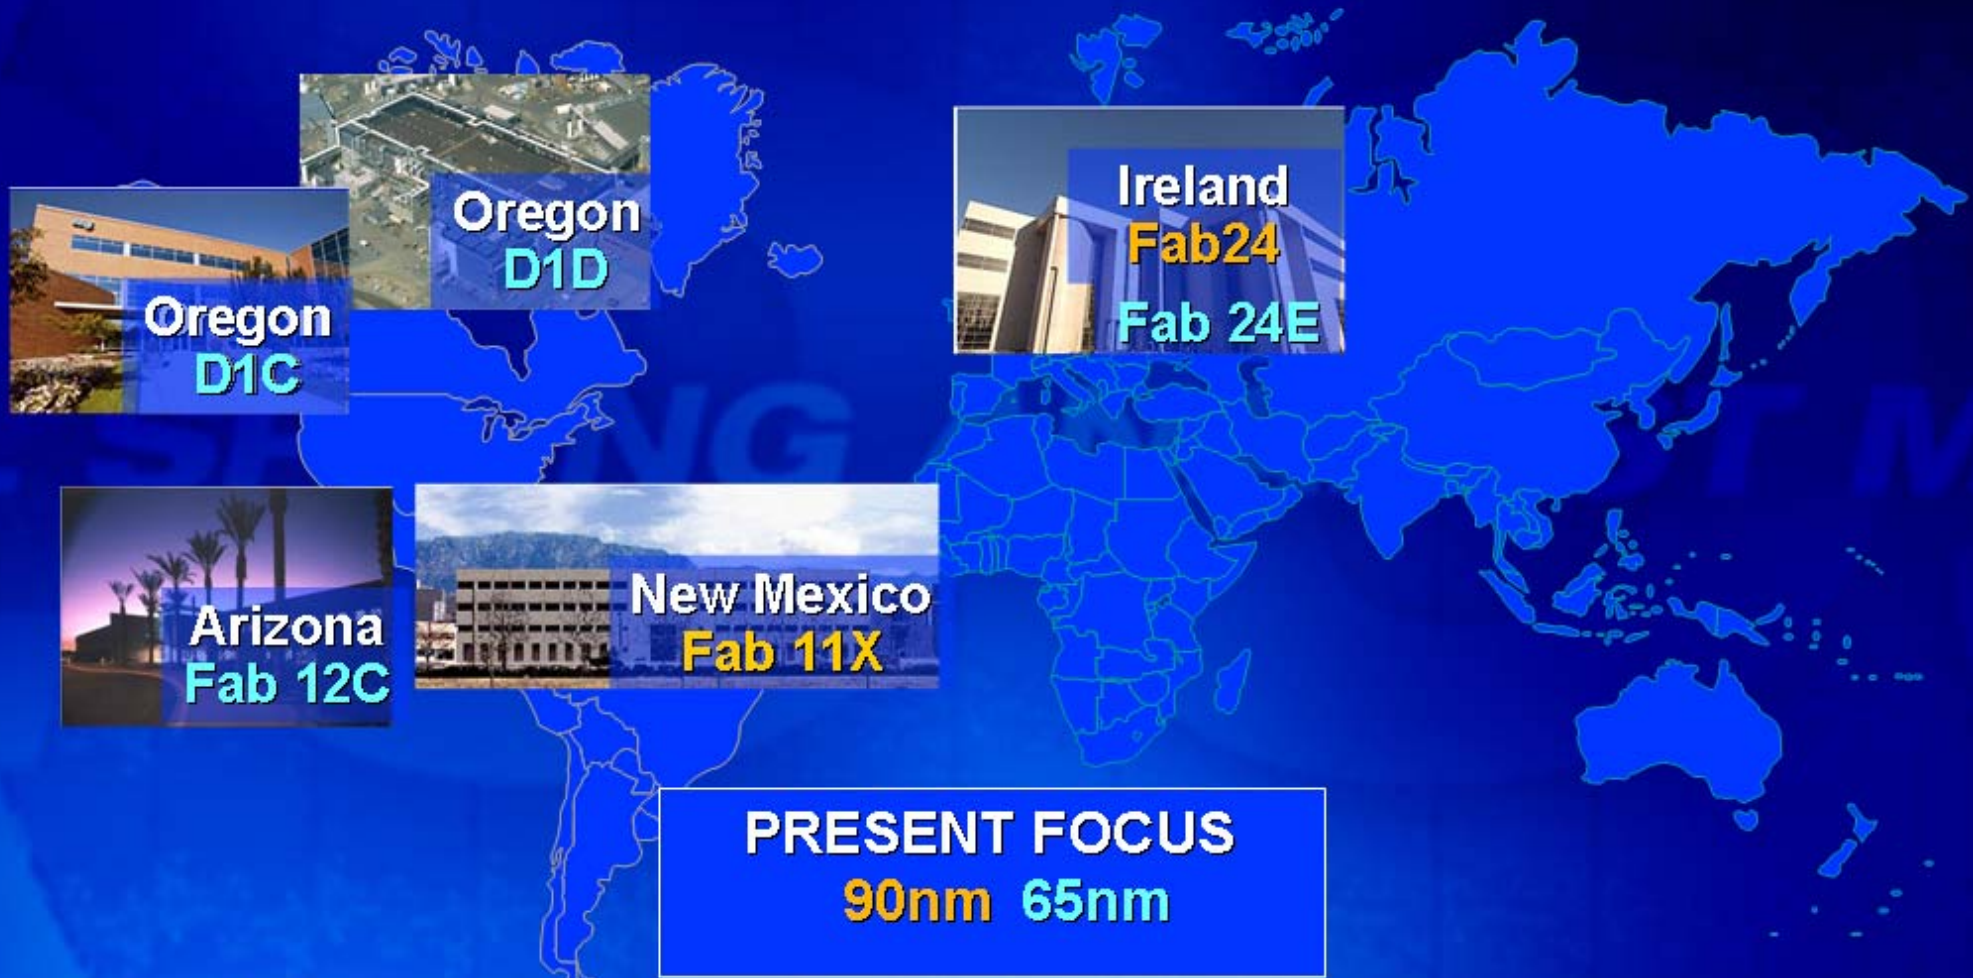 Oregon
D1D
Oregon
D1C
Ireland
Fab24
Fab 24E
Arizona
Fab 12C
New Mexico
Fab 11X
PRESENT FOCUS
90nm 65nm